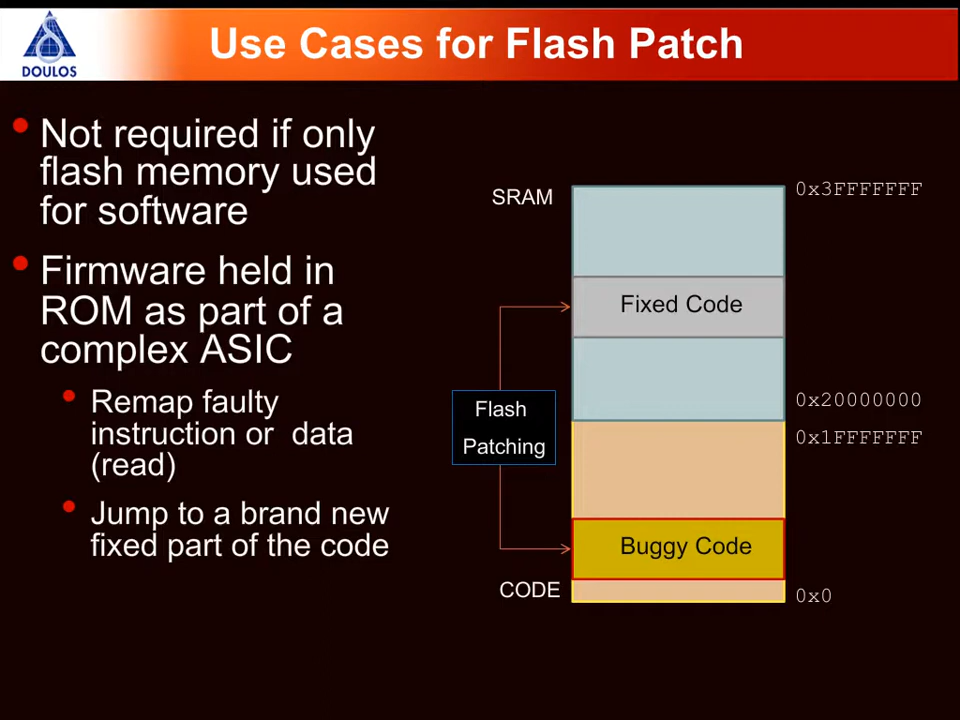 DOULOS
Use Cases for Flash Patch
Not required if only
flash memory used
for software
Firmware held in
ROM as part of a
complex ASIC
Remap faulty
instruction or data
(read)
Jump to a brand new
fixed part of the code
SRAM
0x3FFFFFFF
Fixed Code
Flash
Patching
0x20000000
0x1FFFFFFF
Buggy Code
CODE
0x0